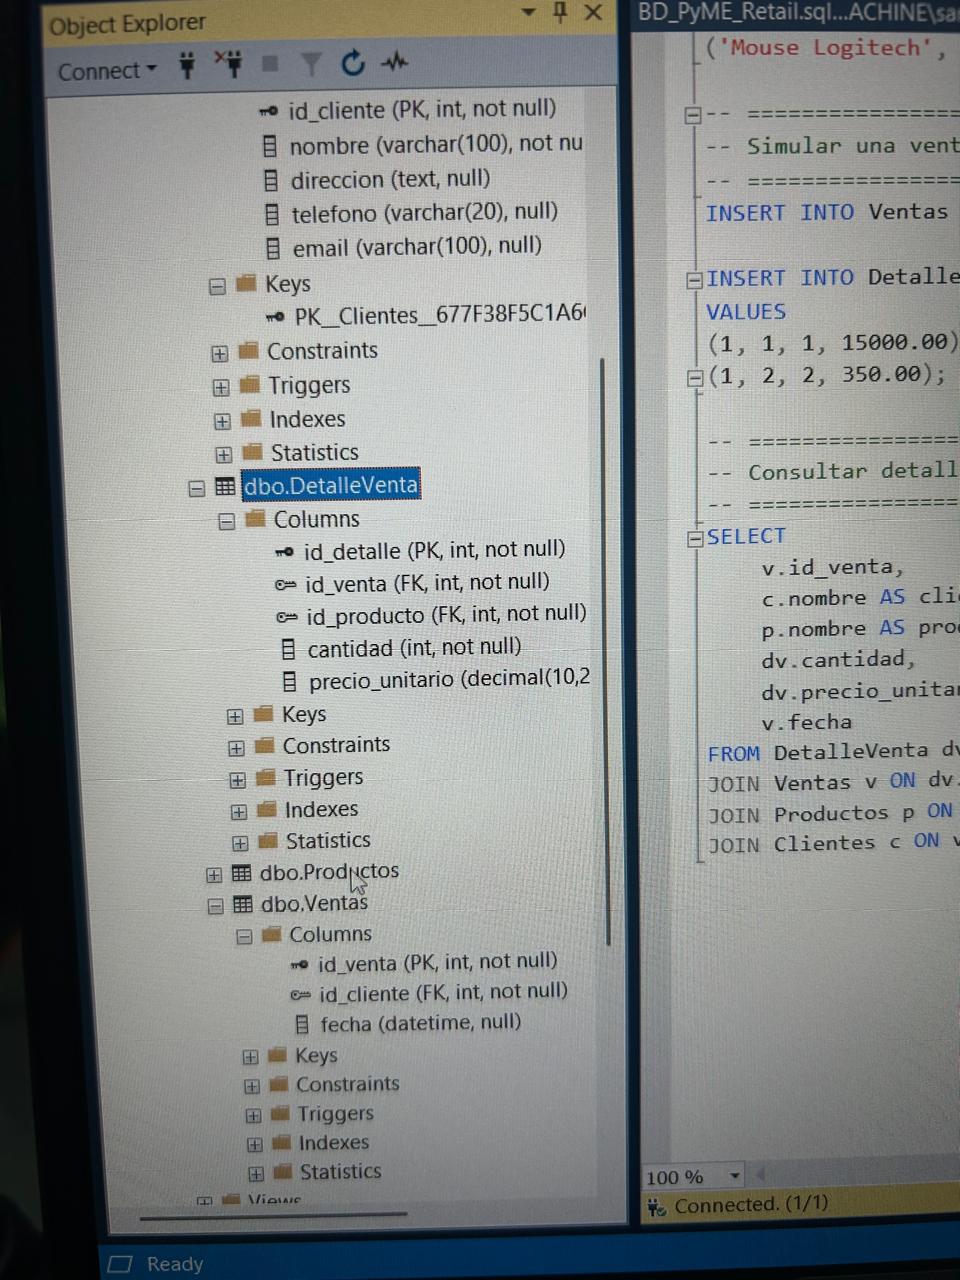 Object Explorer
Connect
id_cliente (PK, int, not null)
nombre (varchar(100), not nu
direccion (text, null)
telefono (varchar(20), null)
email (varchar(100), null)
Keys
PK__Clientes__677F38F5C1A6
Constraints
Triggers
Indexes
Statistics
dbo.DetalleVenta
Columns
id_detalle (PK, int, not null)
id_venta (FK, int, not null)
id_producto (FK, int, not null)
cantidad (int, not null)
precio_unitario (decimal(10,2
Keys
Constraints
Triggers
Indexes
Statistics
dbo.Productos
dbo.Ventas
Columns
id_venta (PK, int, not null)
id_cliente (FK, int, not null)
fecha (datetime, null)
Keys
Constraints
Triggers
Indexes
Statistics
Views
Ready
BD_PyME_Retail.sql...ACHINE\sa
('Mouse Logitech',
-- ================
-- Simular una vent
-- ================
INSERT INTO Ventas
INSERT INTO Detalle
VALUES
(1, 1, 1, 15000.00)
(1, 2, 2, 350.00);
-- ================
-- Consultar detall
-- ================
SELECT
v.id_venta,
c.nombre AS clie
p.nombre AS prod
dv.cantidad,
dv.precio_unita
v.fecha
FROM DetalleVenta dv
JOIN Ventas v ON dv.
JOIN Productos p ON
JOIN Clientes c ON v
100 %
Connected. (1/1)